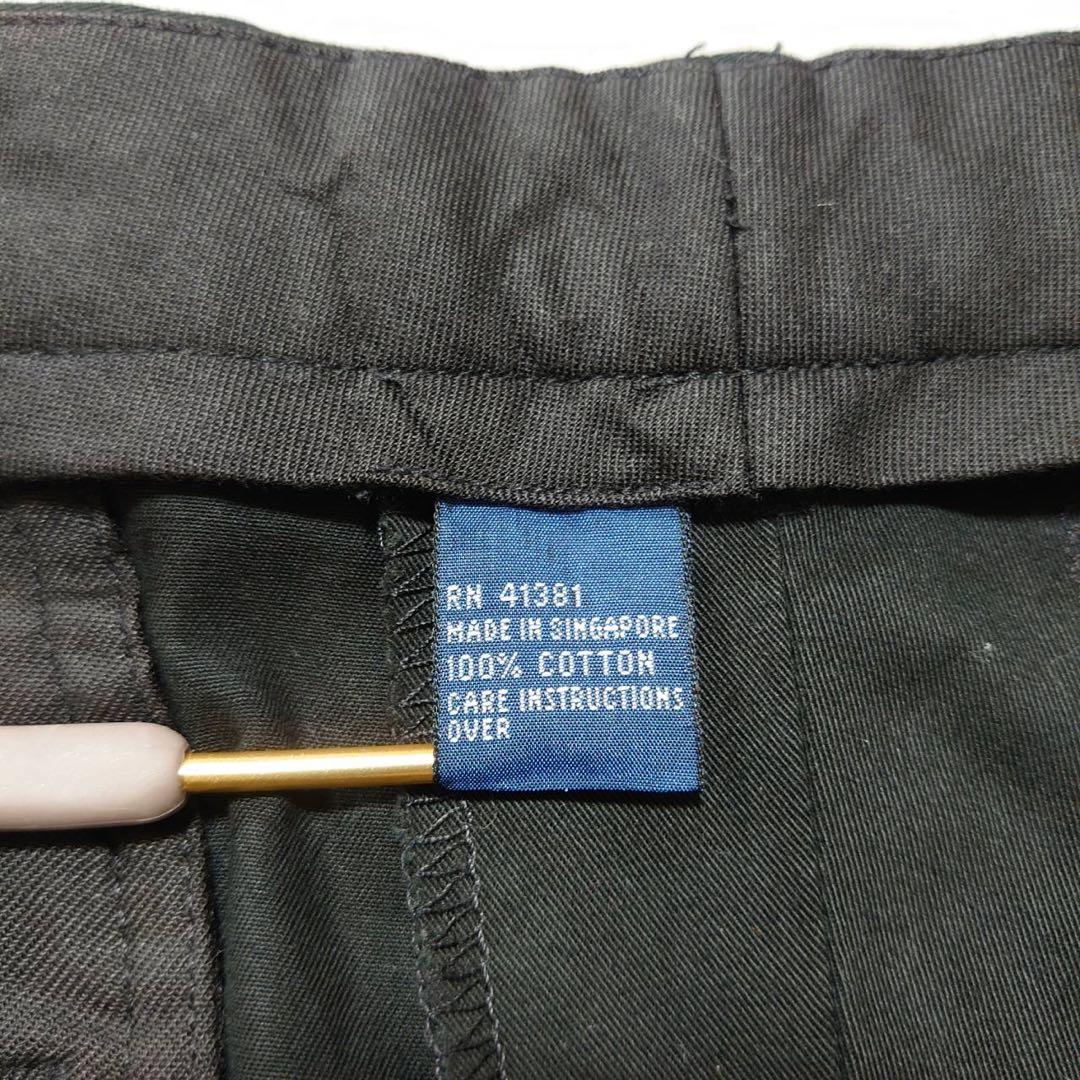 RN 41381
MADE IN SINGAPORE
100% COTTON
CARE INSTRUCTIONS
OVER